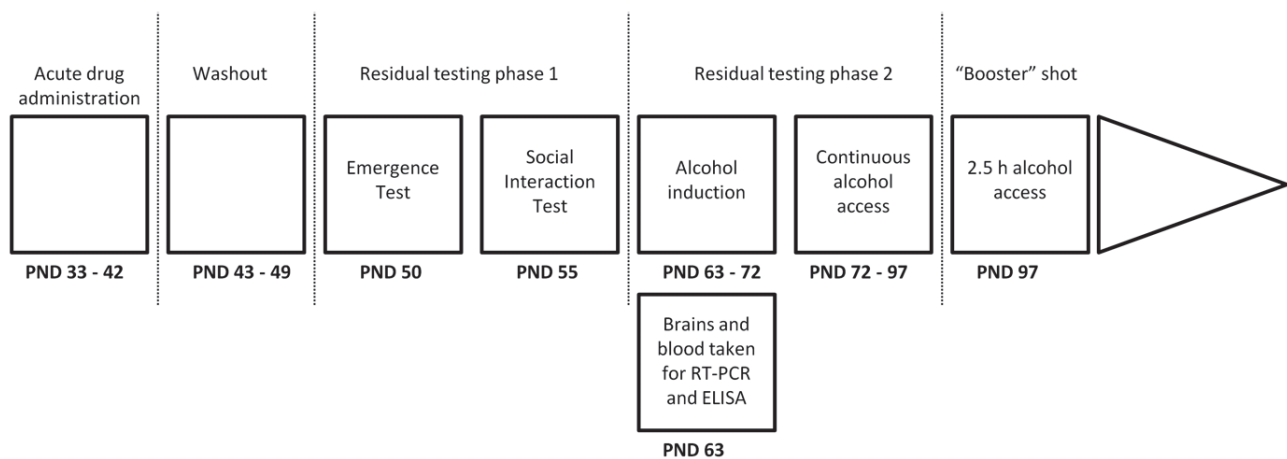 Acute drug
administration
Washout
Residual testing phase 1
Residual testing phase 2
“Booster” shot
Emergence
Test
Social
Interaction
Test
Alcohol
induction
Continuous
alcohol
access
2.5 h alcohol
access
PND 33 - 42
PND 43 - 49
PND 50
PND 55
PND 63 - 72
PND 72 - 97
PND 97
Brains and
blood taken
for RT-PCR
and ELISA
PND 63